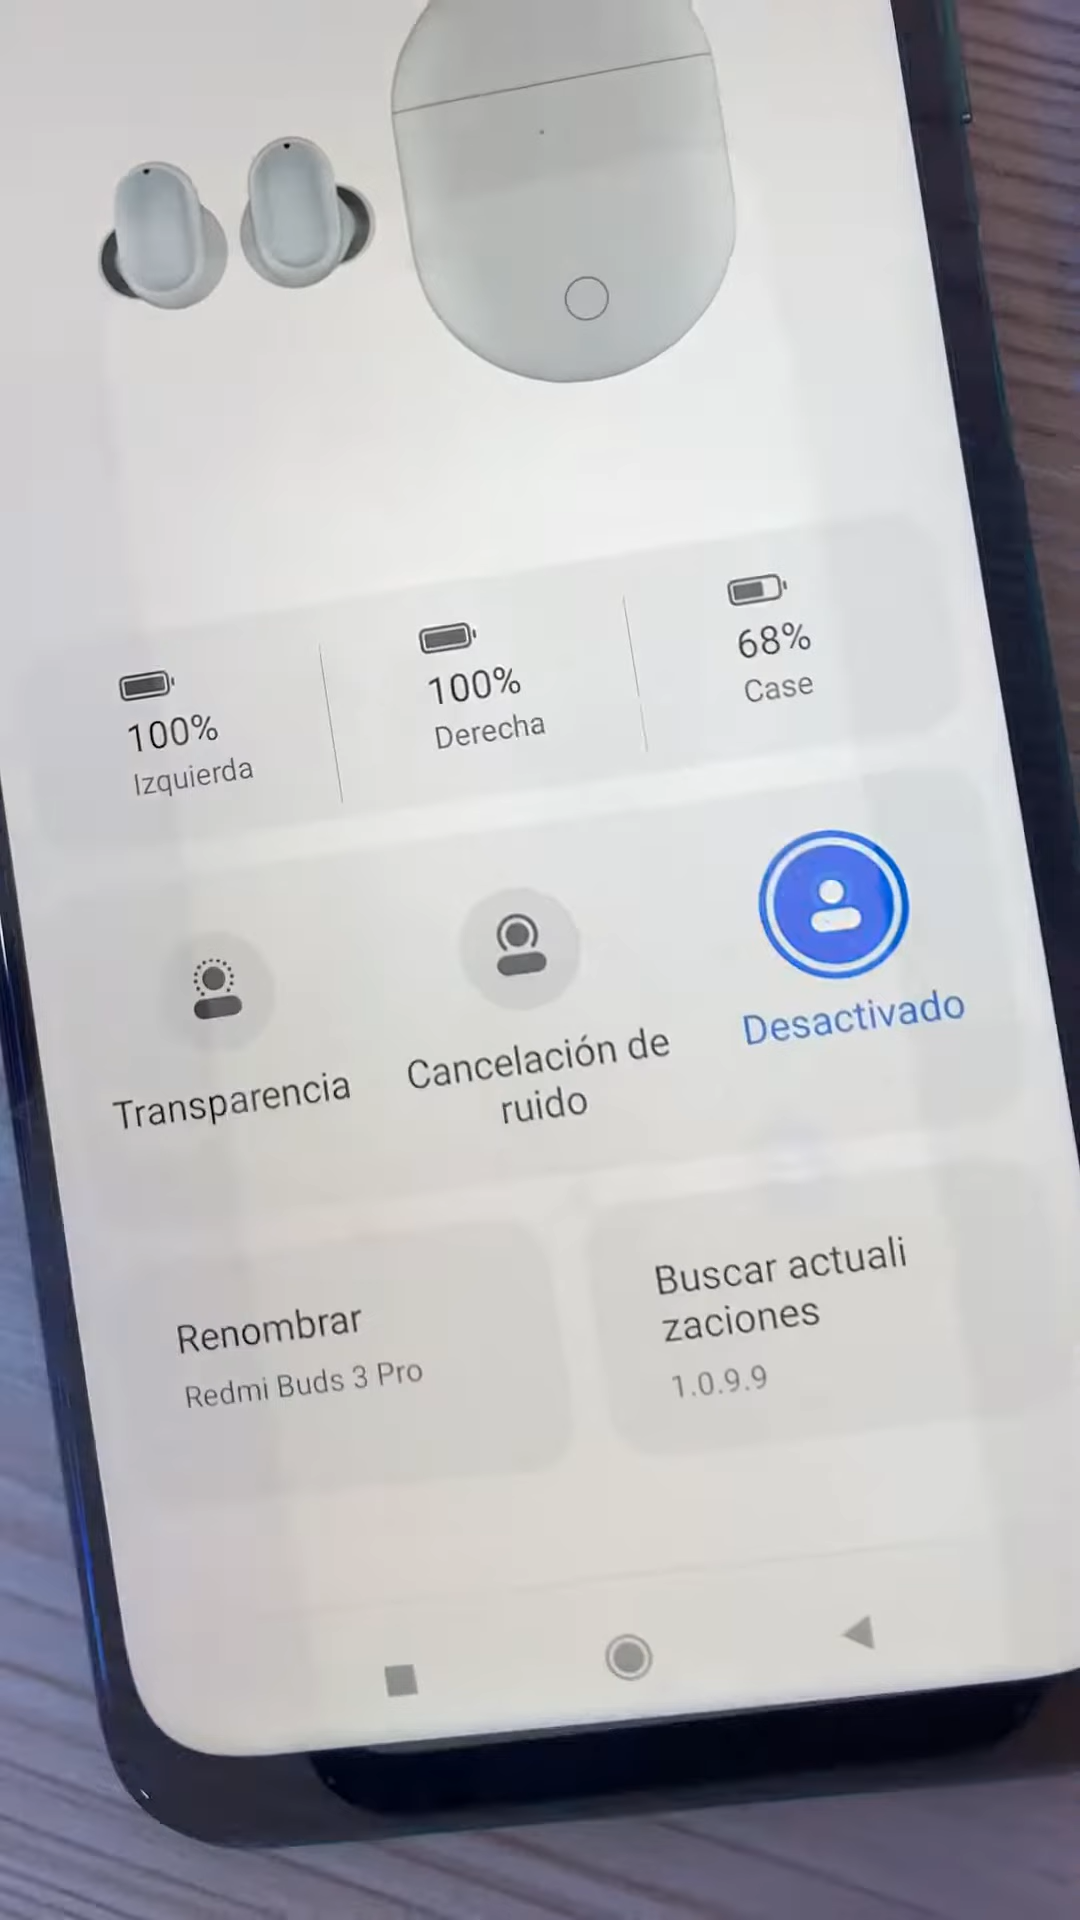 100%
Izquierda
100%
Derecha
68%
Case
Transparencia
Cancelación de
ruido
Desactivado
Renombrar
Redmi Buds 3 Pro
Buscar actuali
zaciones
1.0.9.9